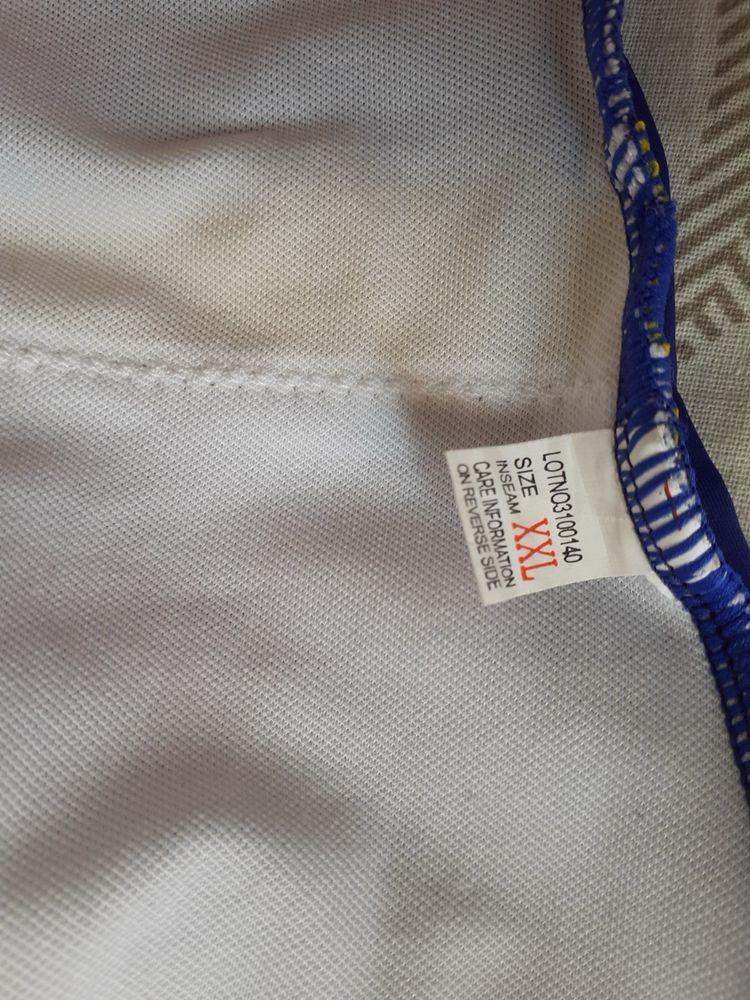 LOTNO3100140
SIZE XXL
INSEAM
CARE INFORMATION
ON REVERSE SIDE